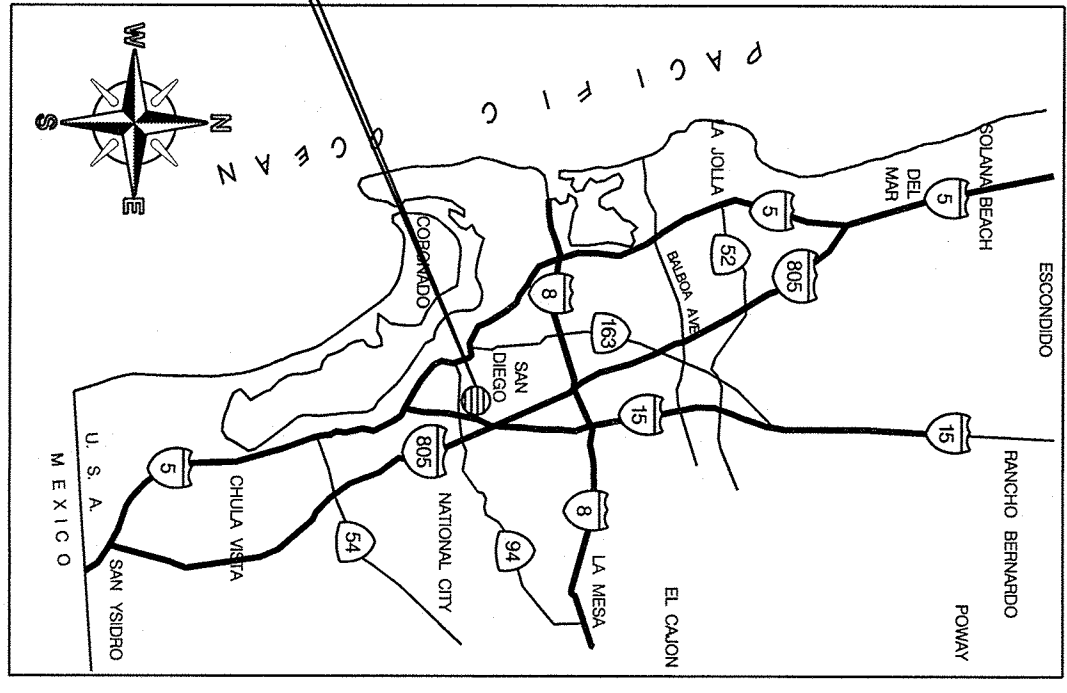 ESCONDIDO
SOLANA BEACH
RANCHO BERNARDO
POWAY
DEL
MAR
5
15
PACIFIC
OCEAN
LA JOLLA
5
805
52
BALBOA AVE
15
163
EL CAJON
8
8
LA MESA
SAN
DIEGO
94
CORONADO
805
NATIONAL CITY
54
CHULA VISTA
5
SAN YSIDRO
U. S. A.
MEXICO
N
W
E
S